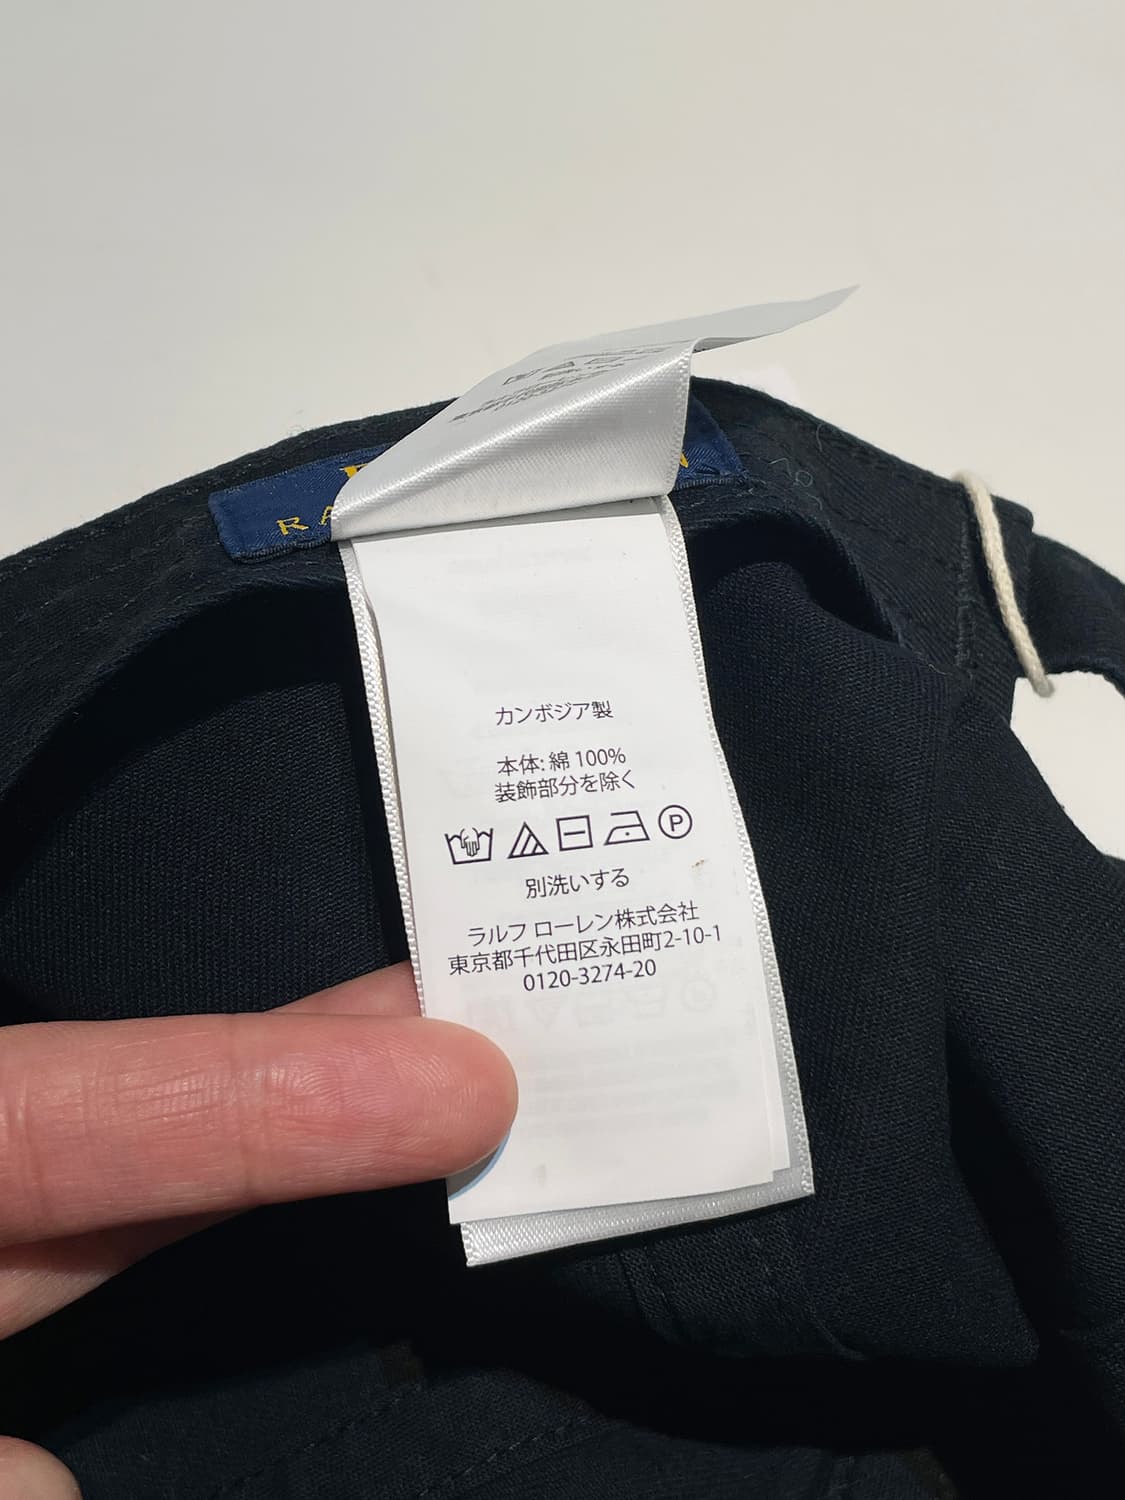 RA
カンボジア製
本体: 綿 100%
装飾部分を除く
P
別洗いする
ラルフ ローレン株式会社
東京都千代田区永田町2-10-1
0120-3274-20